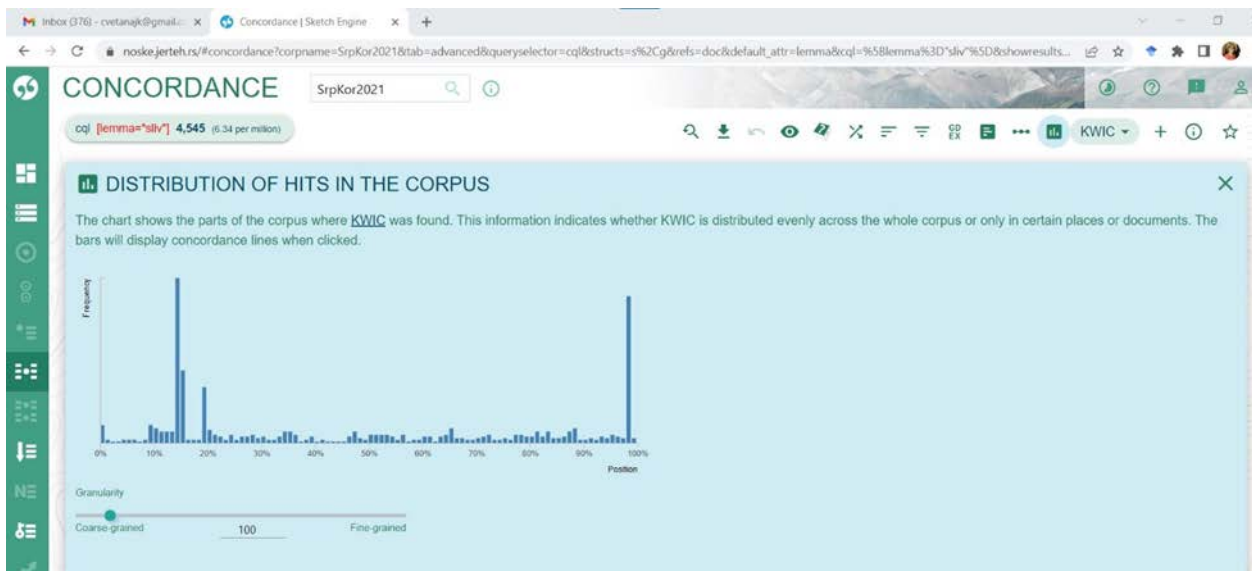 Inbox (376) - cvetanajk@gmail.c
Concordance | Sketch Engine
noske.jerteh.rs/#concordance?corpname=SrpKor2021&tab=advanced&queryselector=cql&structs=s%2Cg&refs=doc&default_attr=lemma&cql=%5Blemma%3D"sliv"%5D&showresults...
CONCORDANCE
SrpKor2021
cql [lemma="sliv"] 4,545 (6.34 per million)
GD
EX
KWIC
DISTRIBUTION OF HITS IN THE CORPUS
The chart shows the parts of the corpus where KWIC was found. This information indicates whether KWIC is distributed evenly across the whole corpus or only in certain places or documents. The
bars will display concordance lines when clicked.
Frequency
0% 10% 20% 30% 40% 50% 60% 70% 80% 90% 100%
Position
Granularity
Coarse-grained 100 Fine-grained